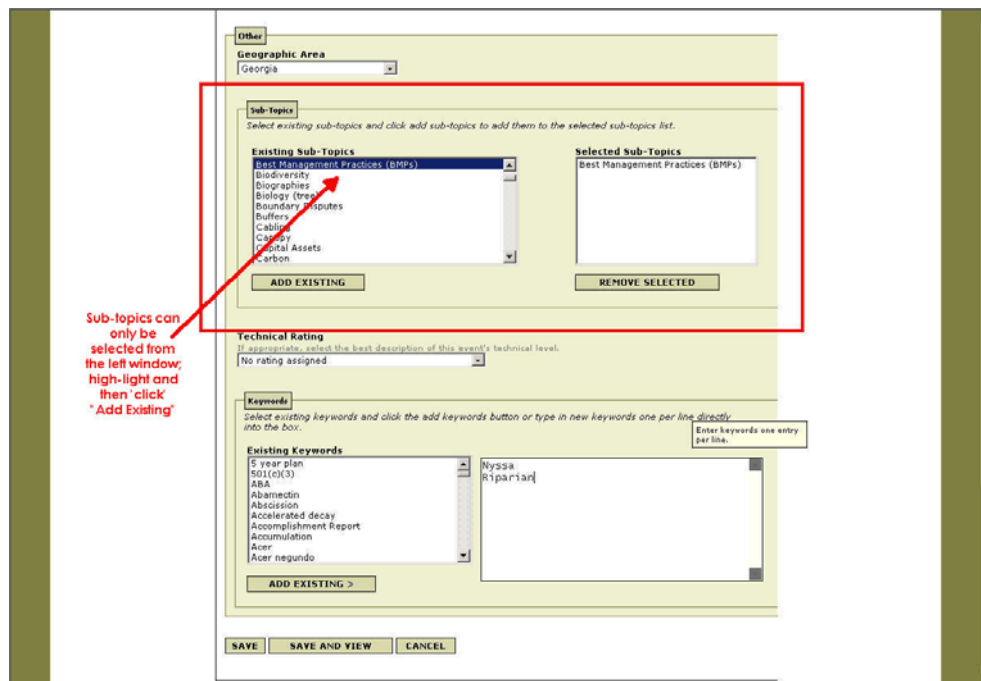 Other
Geographic Area
Georgia
Sub-Topics
Select existing sub-topics and click add sub-topics to add them to the selected sub-topics list.
Existing Sub-Topics
Best Management Practices (BMPs)
Biodiversity
Biographies
Biology (tree)
Boundary Disputes
Buffers
Cabling
Canopy
Capital Assets
Carbon
ADD EXISTING
Selected Sub-Topics
Best Management Practices (BMPs)
REMOVE SELECTED
Sub-topics can
only be
selected from
the left window;
high-light and
then 'click'
"Add Existing"
Technical Rating
If appropriate, select the best description of this event's technical level.
No rating assigned
Keywords
Select existing keywords and click the add keywords button or type in new keywords one per line directly
into the box.
Enter keywords one entry
per line.
Existing Keywords
5 year plan
501(c)(3)
ABA
Abamectin
Abscission
Accelerated decay
Accomplishment Report
Accumulation
Acer
Acer negundo
ADD EXISTING >
Nyssa
Riparian
SAVE
SAVE AND VIEW
CANCEL